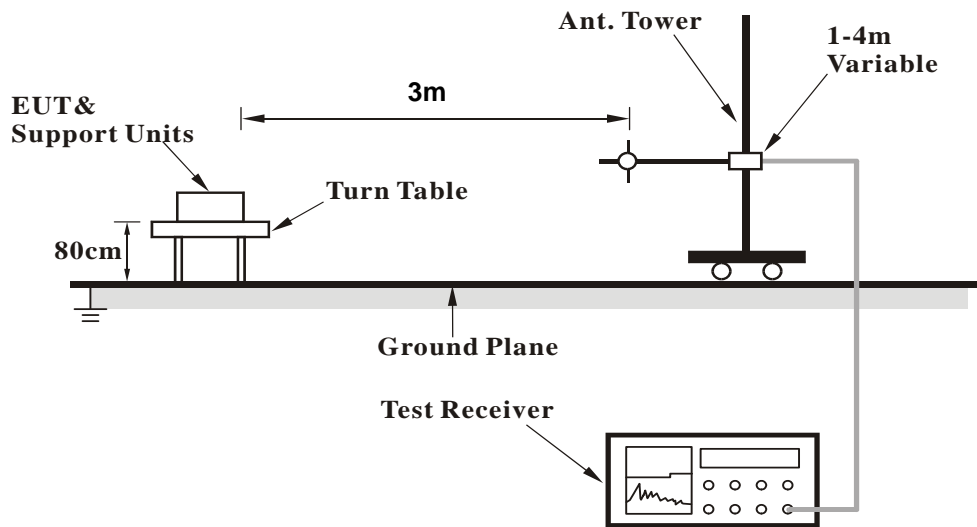 Ant. Tower
1-4m
Variable
3m
EUT&
Support Units
Turn Table
80cm
Ground Plane
Test Receiver